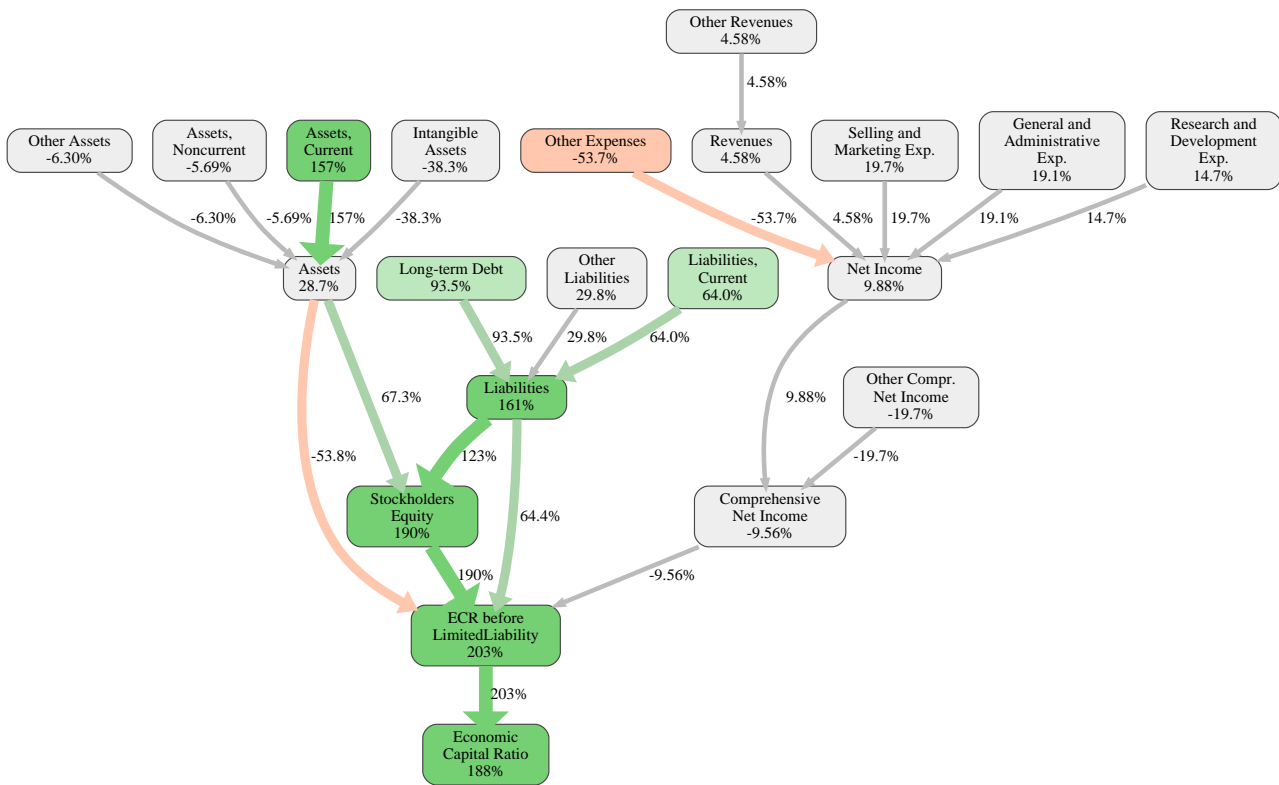 Other Revenues
4.58%
4.58%
Other Assets
-6.30%
Assets,
Noncurrent
-5.69%
Assets,
Current
157%
Intangible
Assets
-38.3%
Other Expenses
-53.7%
Revenues
4.58%
Selling and
Marketing Exp.
19.7%
General and
Administrative
Exp.
19.1%
Research and
Development
Exp.
14.7%
-6.30%
-5.69%
157%
-38.3%
-53.7%
4.58%
19.7%
19.1%
14.7%
Assets
28.7%
Long-term Debt
93.5%
Other
Liabilities
29.8%
Liabilities,
Current
64.0%
Net Income
9.88%
93.5%
29.8%
64.0%
67.3%
Liabilities
161%
9.88%
Other Compr.
Net Income
-19.7%
-53.8%
123%
-19.7%
Stockholders
Equity
190%
64.4%
Comprehensive
Net Income
-9.56%
190%
-9.56%
ECR before
LimitedLiability
203%
203%
Economic
Capital Ratio
188%